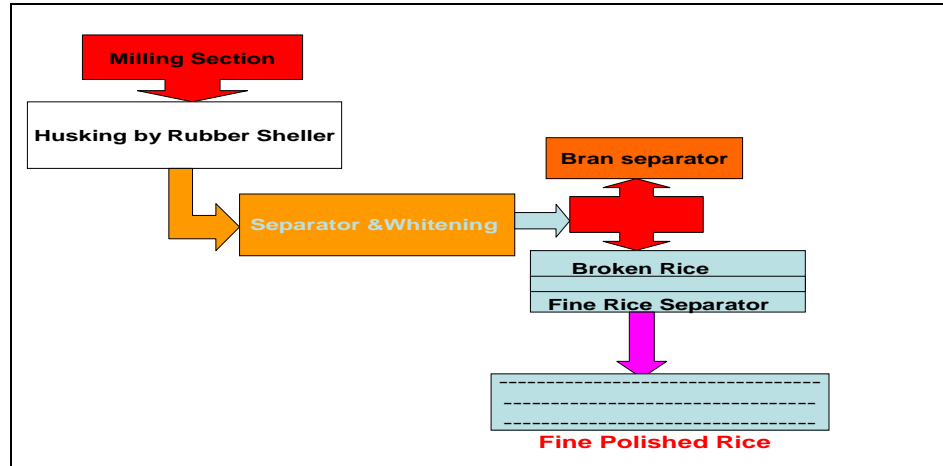 Milling Section
Husking by Rubber Sheller
Bran separator
Separator &Whitening
Broken Rice
Fine Rice Separator
Fine Polished Rice